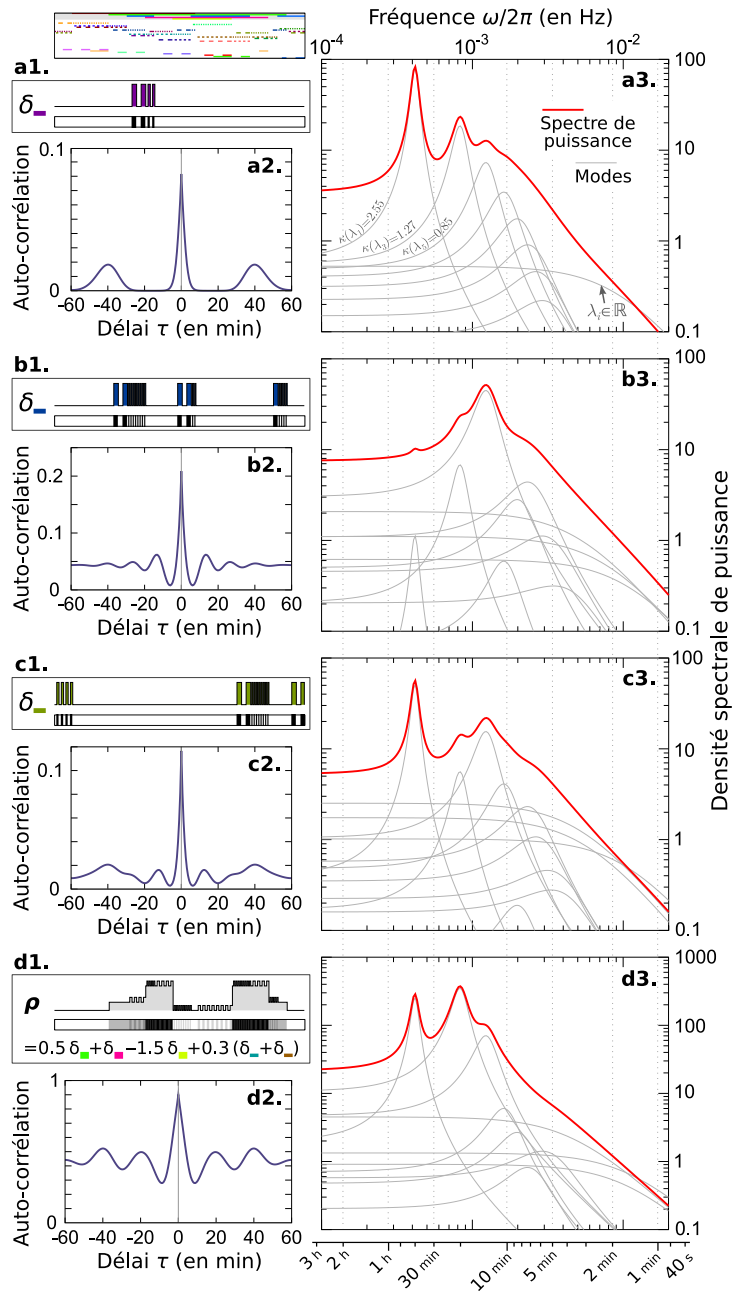 Fréquence ω/2π (en Hz)
10⁻⁴ 10⁻³ 10⁻²
a1.
δ
a2.
Auto-corrélation
0.1
0
-60 -40 -20 0 20 40 60
Délai τ (en min)
a3.
Spectre de puissance
Modes
κ(λ₁)=2.55
κ(λ₃)=1.27
κ(λ₅)=0.85
λᵢ∈ℝ
100
10
1
0.1
b1.
δ
b2.
Auto-corrélation
0.2
0.1
0
-60 -40 -20 0 20 40 60
Délai τ (en min)
b3.
100
10
1
0.1
Densité spectrale de puissance
c1.
δ
c2.
Auto-corrélation
0.1
0
-60 -40 -20 0 20 40 60
Délai τ (en min)
c3.
100
10
1
0.1
d1.
ρ
=0.5 δ +δ −1.5 δ +0.3 (δ +δ )
d2.
Auto-corrélation
1
0.5
0
-60 -40 -20 0 20 40 60
Délai τ (en min)
d3.
1000
100
10
1
0.1
3 h 2 h 1 h 30 min 10 min 5 min 2 min 1 min 40 s